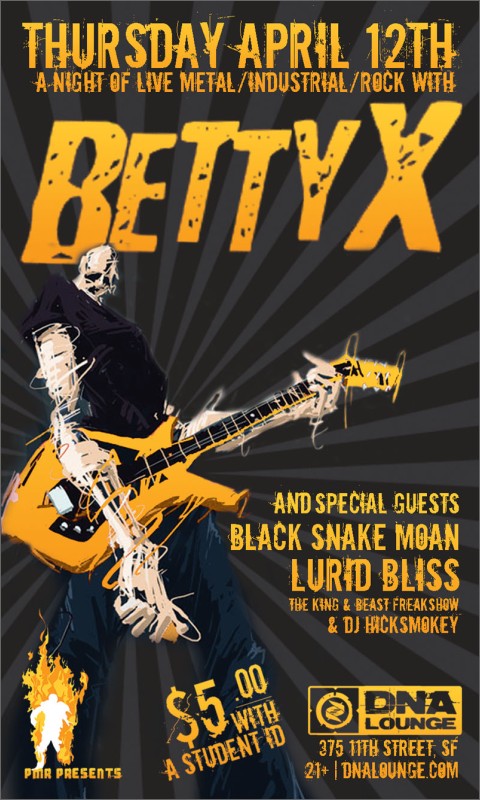 THURSDAY APRIL 12TH
A NIGHT OF LIVE METAL/INDUSTRIAL/ROCK WITH
BETTY X
AND SPECIAL GUESTS
BLACK SNAKE MOAN
LURID BLISS
THE KING & BEAST FREAKSHOW
& DJ HICKSMOKEY
PMR PRESENTS
$5.00
WITH
A STUDENT ID
DNA
LOUNGE
375 11TH STREET, SF
21+ | DNALOUNGE.COM